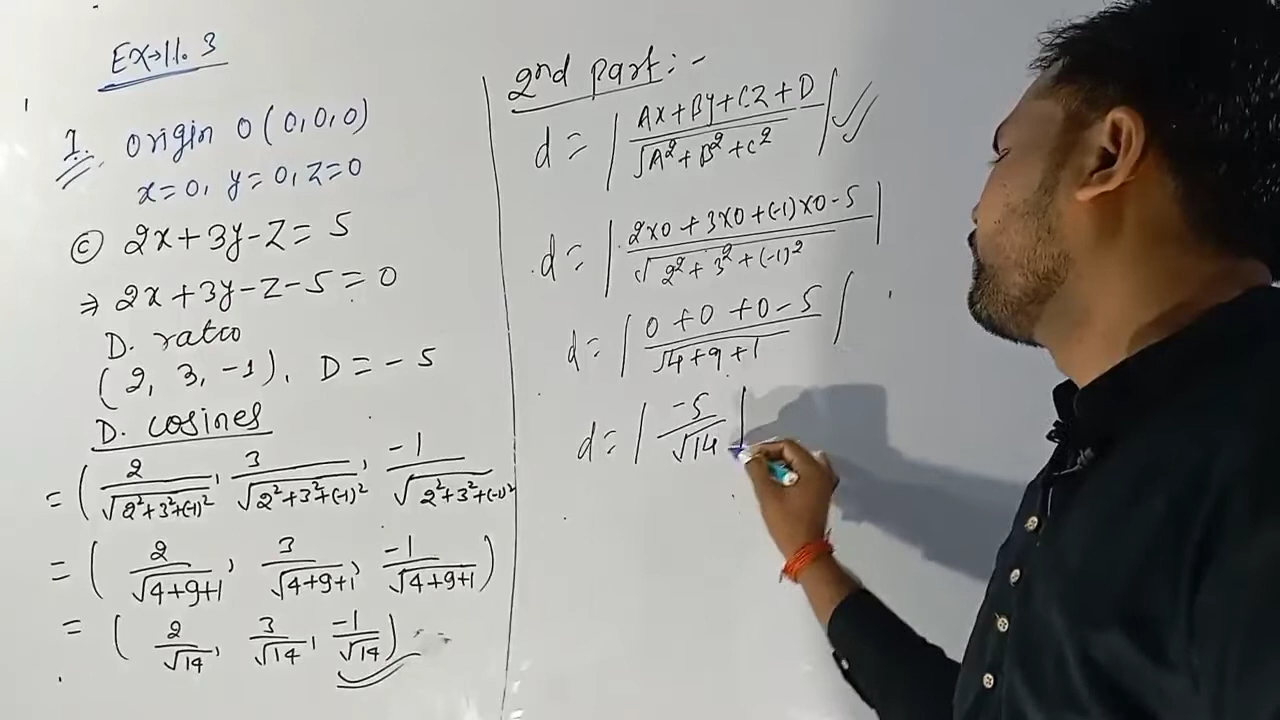 Ex→11.3
1. Origin O(0,0,0)
x=0, y=0, z=0
(c) 2x+3y-z=5
⇒ 2x+3y-z-5=0
D. ratio
(2, 3, -1), D=-5
D. cosines
= (2/√2²+3²+(-1)², 3/√2²+3²+(-1)², -1/√2²+3²+(-1)²
= (2/√4+9+1, 3/√4+9+1, -1/√4+9+1)
= (2/√14, 3/√14, -1/√14)
2nd part:-
d = |Ax+By+Cz+D/√A²+B²+C²|
d = |2×0+3×0+(-1)×0-5/√2²+3²+(-1)²|
d = |0+0+0-5/√4+9+1|
d = |-5/√14|